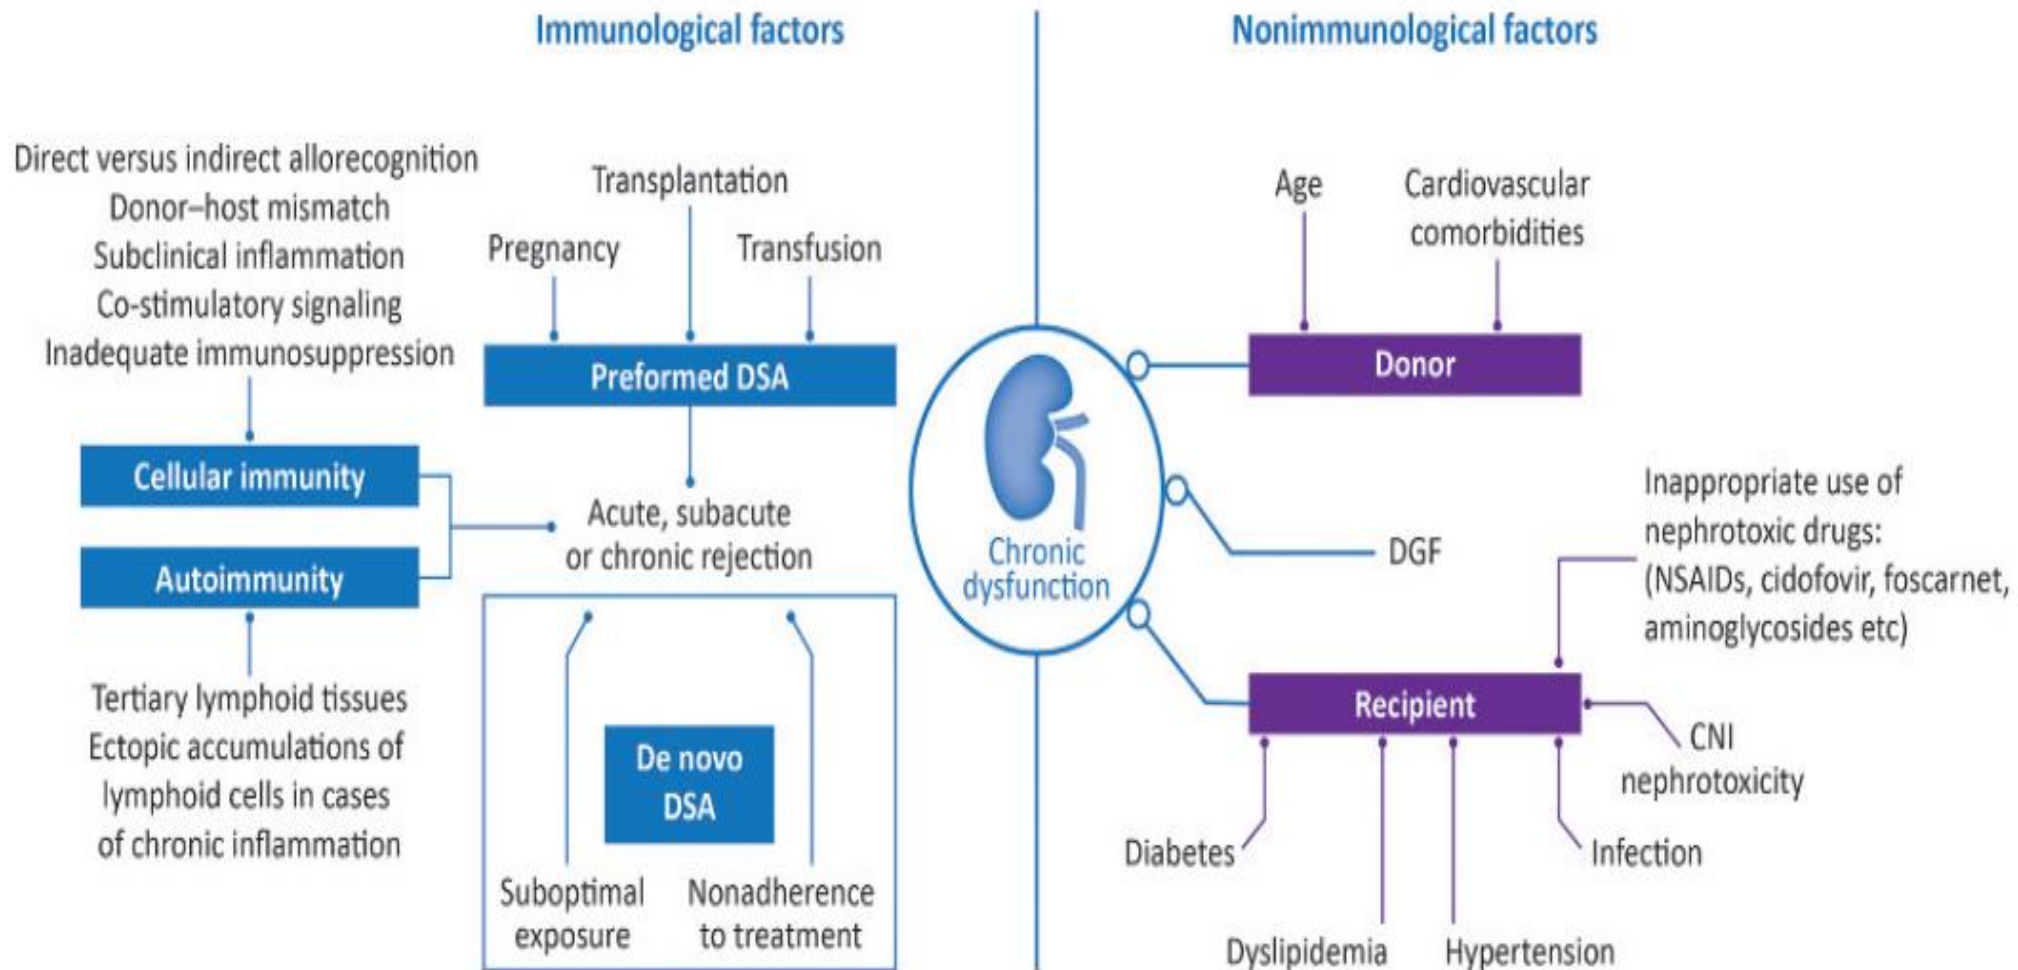 Immunological factors
Nonimmunological factors
Direct versus indirect allorecognition
Donor–host mismatch
Subclinical inflammation
Co-stimulatory signaling
Inadequate immunosuppression
Cellular immunity
Autoimmunity
Tertiary lymphoid tissues
Ectopic accumulations of
lymphoid cells in cases
of chronic inflammation
Pregnancy
Transplantation
Transfusion
Preformed DSA
Acute, subacute
or chronic rejection
De novo
DSA
Suboptimal
exposure
Nonadherence
to treatment
Chronic
dysfunction
Age
Cardiovascular
comorbidities
Donor
DGF
Inappropriate use of
nephrotoxic drugs:
(NSAIDs, cidofovir, foscarnet,
aminoglycosides etc)
Recipient
CNI
nephrotoxicity
Diabetes
Infection
Dyslipidemia
Hypertension